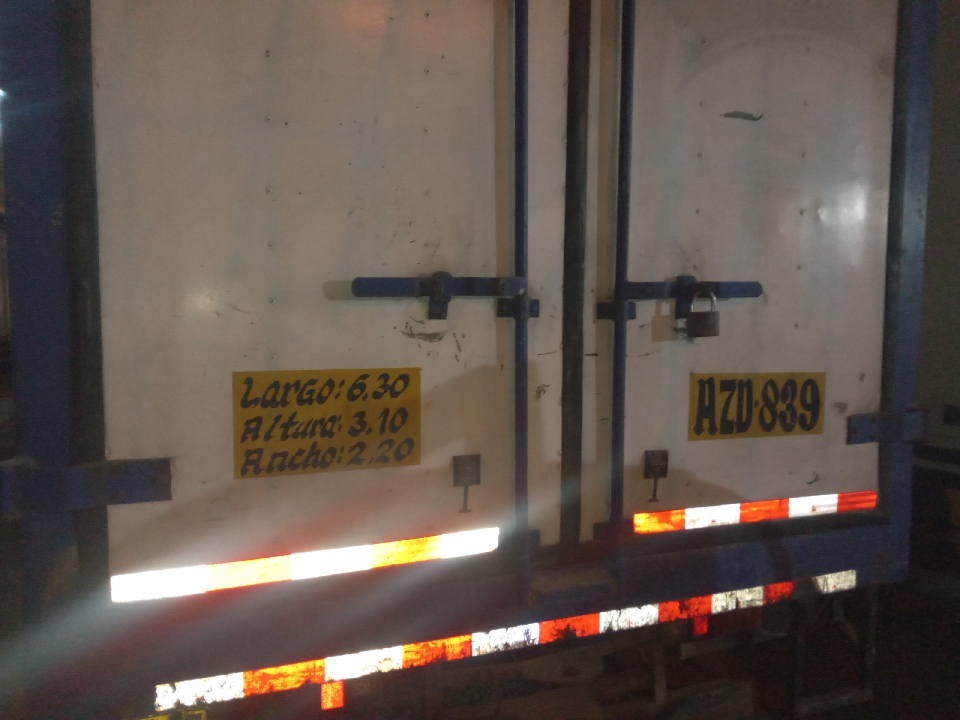 Largo: 6.30
Altura: 3.10
Ancho: 2.20
AZD-839